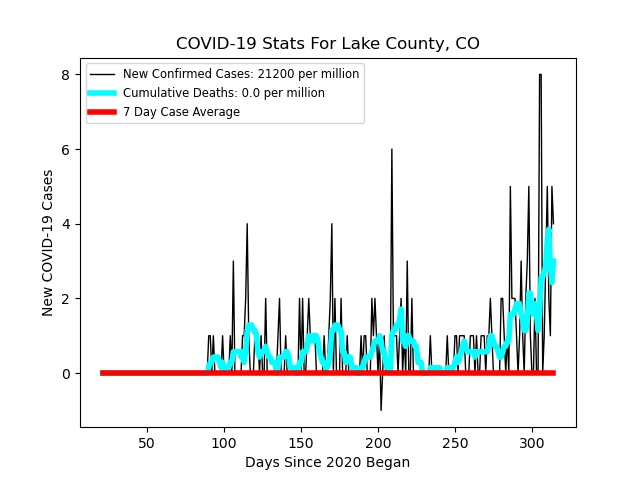 COVID-19 Stats For Lake County, CO
New Confirmed Cases: 21200 per million
Cumulative Deaths: 0.0 per million
7 Day Case Average
New COVID-19 Cases
8
6
4
2
0
50 100 150 200 250 300
Days Since 2020 Began